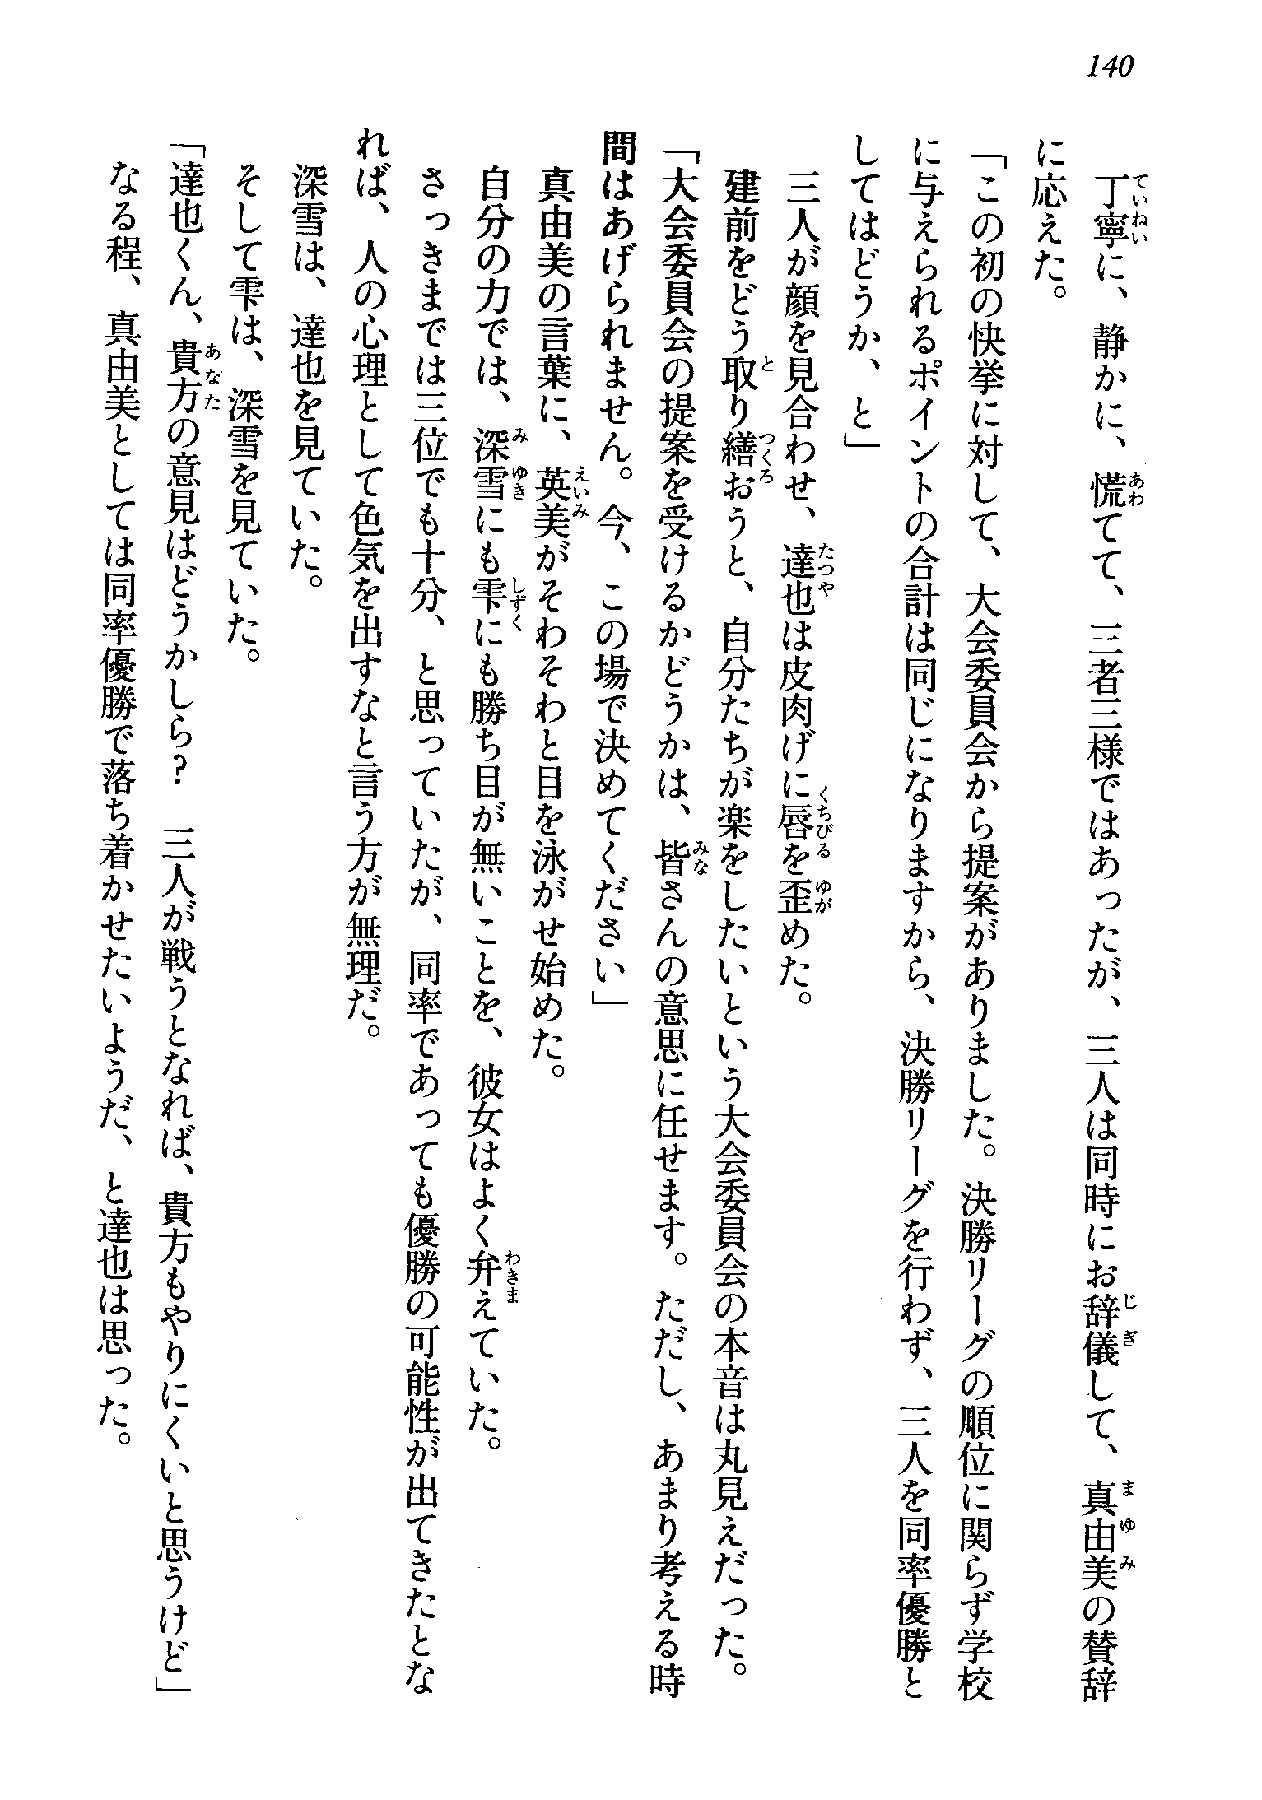 140
丁寧に、静かに、慌てて、三者三様ではあったが、三人は同時にお辞儀して、真由美の賛辞
に応えた。
「この初の快挙に対して、大会委員会から提案がありました。決勝リーグの順位に関らず学校
に与えられるポイントの合計は同じになりますから、決勝リーグを行わず、三人を同率優勝と
してはどうか、と」
三人が顔を見合わせ、達也は皮肉げに唇を歪めた。
建前をどう取り繕おうと、自分たちが楽をしたいという大会委員会の本音は丸見えだった。
「大会委員会の提案を受けるかどうかは、皆さんの意思に任せます。ただし、あまり考える時
間はあげられません。今、この場で決めてください」
真由美の言葉に、英美がそわそわと目を泳がせ始めた。
自分の力では、深雪にも雫にも勝ち目が無いことを、彼女はよく弁えていた。
さっきまでは三位でも十分、と思っていたが、同率であっても優勝の可能性が出てきたとな
れば、人の心理として色気を出すなと言う方が無理だ。
深雪は、達也を見ていた。
そして雫は、深雪を見ていた。
「達也くん、貴方の意見はどうかしら? 三人が戦うとなれば、貴方もやりにくいと思うけど」
なる程、真由美としては同率優勝で落ち着かせたいようだ、と達也は思った。